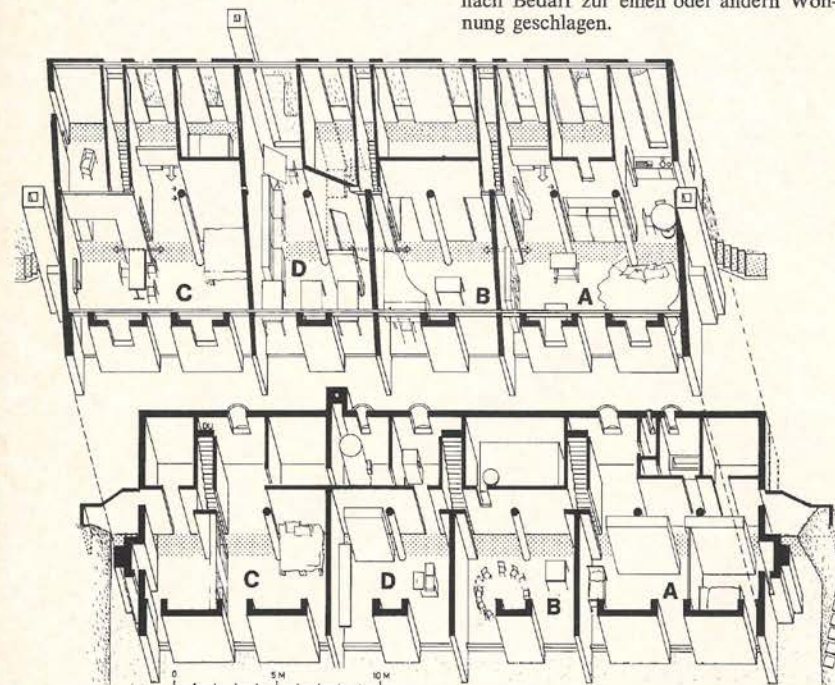 nach Bedarf zur einen oder andern Woh-
nung geschlagen.
C D B A
C D B A
0 5 M 10 M